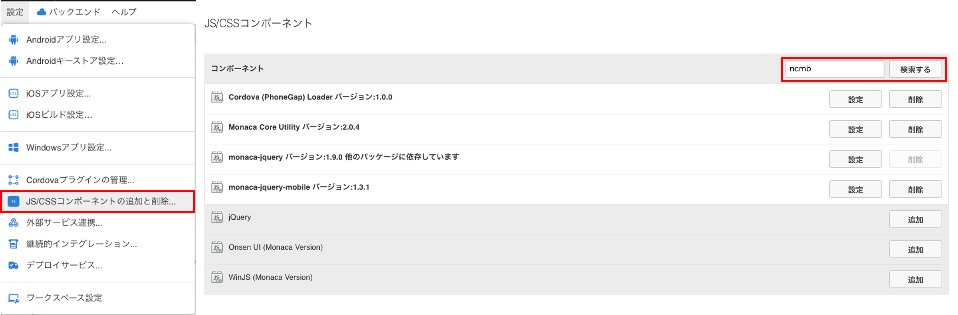 設定 バックエンド ヘルプ
Androidアプリ設定...
Androidキーストア設定...
iOSアプリ設定...
iOSビルド設定...
Windowsアプリ設定...
Cordovaプラグインの管理...
JS/CSSコンポーネントの追加と削除...
外部サービス連携...
継続的インテグレーション...
デプロイサービス...
ワークスペース設定
JS/CSSコンポーネント
コンポーネント ncmb 検索する
Cordova (PhoneGap) Loader バージョン:1.0.0 設定 削除
Monaca Core Utility バージョン:2.0.4 設定 削除
monaca-jquery バージョン:1.9.0 他のパッケージに依存しています 設定 削除
monaca-jquery-mobile バージョン:1.3.1 設定 削除
jQuery 追加
Onsen UI (Monaca Version) 追加
WinJS (Monaca Version) 追加